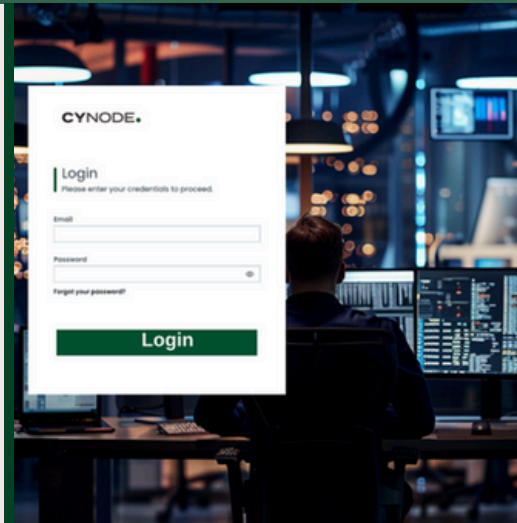 CYNODE.
Login
Please enter your credentials to proceed.
Email
Password
Forgot your password?
Login